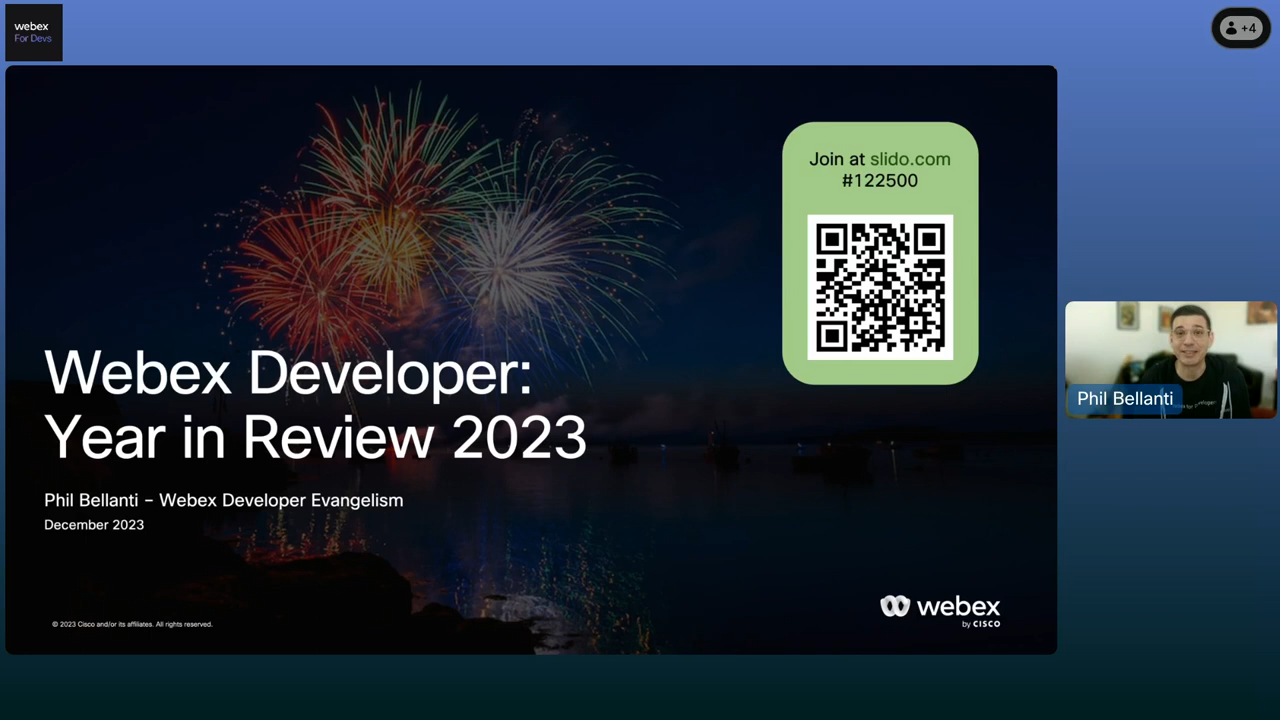 webex
For Devs
+4
Join at slido.com
#122500
Webex Developer:
Year in Review 2023
Phil Bellanti – Webex Developer Evangelism
December 2023
© 2023 Cisco and/or its affiliates. All rights reserved.
webex
by CISCO
Phil Bellanti